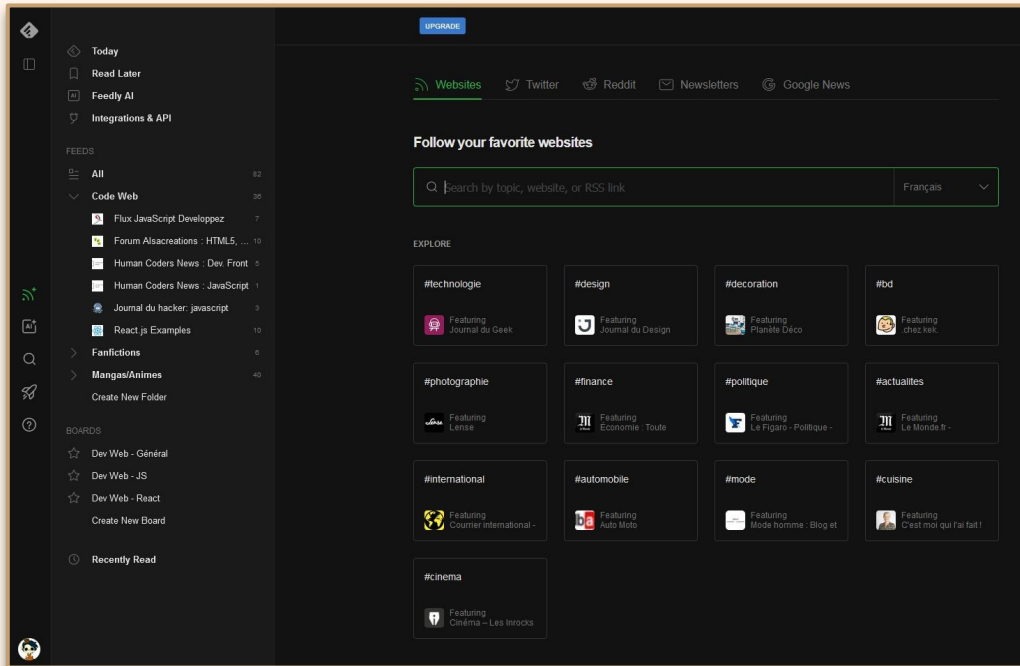 UPGRADE
Today
Read Later
AI Feedly AI
Integrations & API
FEEDS
All 82
Code Web 36
Flux JavaScript Developpez 7
Forum Alsacreations : HTML5, ... 10
Human Coders News : Dev. Front 5
Human Coders News : JavaScript 1
Journal du hacker: javascript 3
React.js Examples 10
Fanfictions 6
Mangas/Animes 40
Create New Folder
BOARDS
Dev Web - Général
Dev Web - JS
Dev Web - React
Create New Board
Recently Read
Websites Twitter Reddit Newsletters Google News
Follow your favorite websites
Search by topic, website, or RSS link Français
EXPLORE
#technologie
Featuring
Journal du Geek
#design
Featuring
Journal du Design
#decoration
Featuring
Planète Déco
#bd
Featuring
.chez kek.
#photographie
Featuring
Lense
#finance
Featuring
Économie : Toute
#politique
Featuring
Le Figaro - Politique -
#actualites
Featuring
Le Monde.fr -
#international
Featuring
Courrier international -
#automobile
ba
Featuring
Auto Moto
#mode
Featuring
Mode homme : Blog et
#cuisine
Featuring
C'est moi qui l'ai fait !
#cinema
Featuring
Cinéma – Les Inrocks